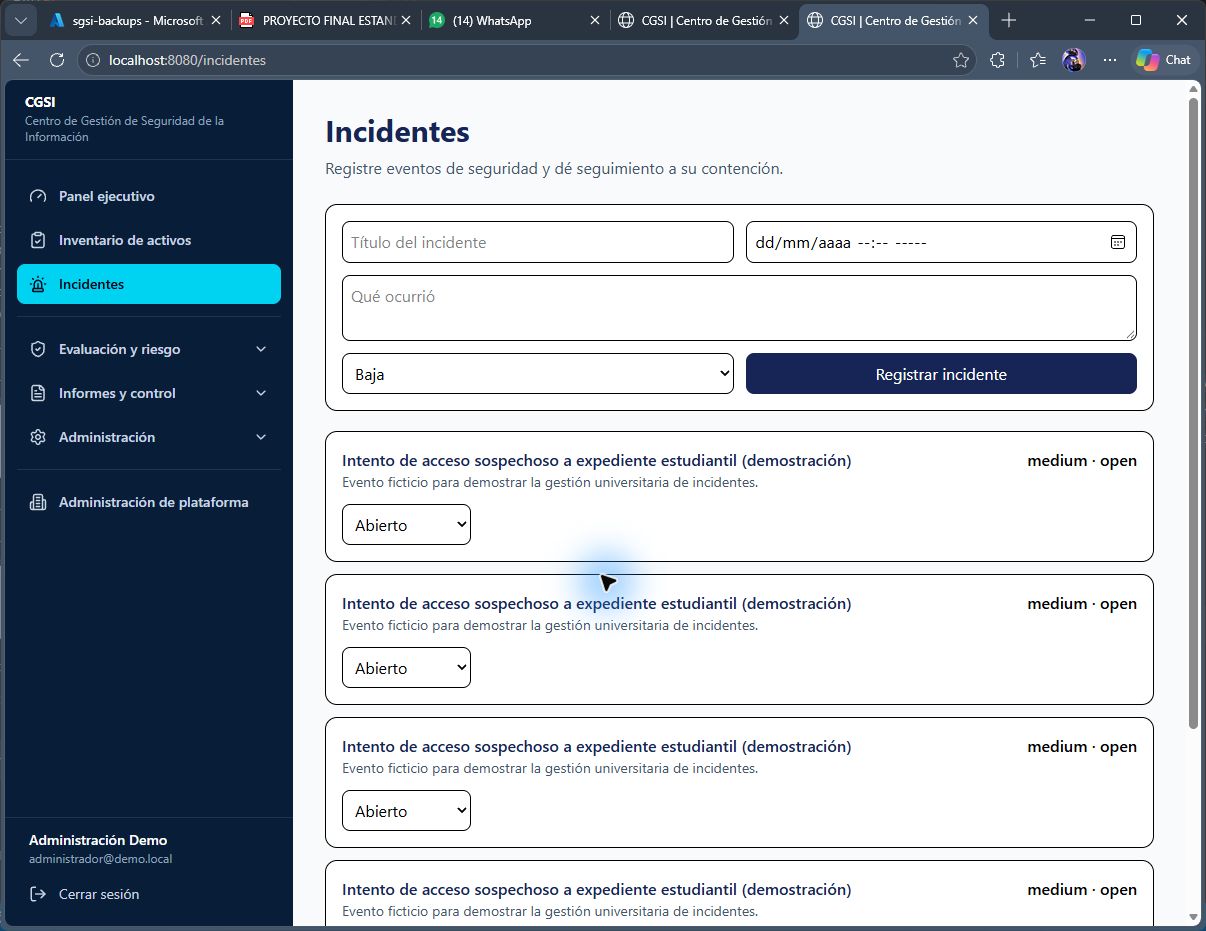 sgsi-backups - Microsoft
PROYECTO FINAL ESTAN
14 (14) WhatsApp
CGSI | Centro de Gestión
CGSI | Centro de Gestión
localhost:8080/incidentes
Chat
CGSI
Centro de Gestión de Seguridad de la
Información
Panel ejecutivo
Inventario de activos
Incidentes
Evaluación y riesgo
Informes y control
Administración
Administración de plataforma
Administración Demo
administrador@demo.local
Cerrar sesión
Incidentes
Registre eventos de seguridad y dé seguimiento a su contención.
Título del incidente
dd/mm/aaaa --:-- -----
Qué ocurrió
Baja
Registrar incidente
Intento de acceso sospechoso a expediente estudiantil (demostración)
medium · open
Evento ficticio para demostrar la gestión universitaria de incidentes.
Abierto
Intento de acceso sospechoso a expediente estudiantil (demostración)
medium · open
Evento ficticio para demostrar la gestión universitaria de incidentes.
Abierto
Intento de acceso sospechoso a expediente estudiantil (demostración)
medium · open
Evento ficticio para demostrar la gestión universitaria de incidentes.
Abierto
Intento de acceso sospechoso a expediente estudiantil (demostración)
medium · open
Evento ficticio para demostrar la gestión universitaria de incidentes.